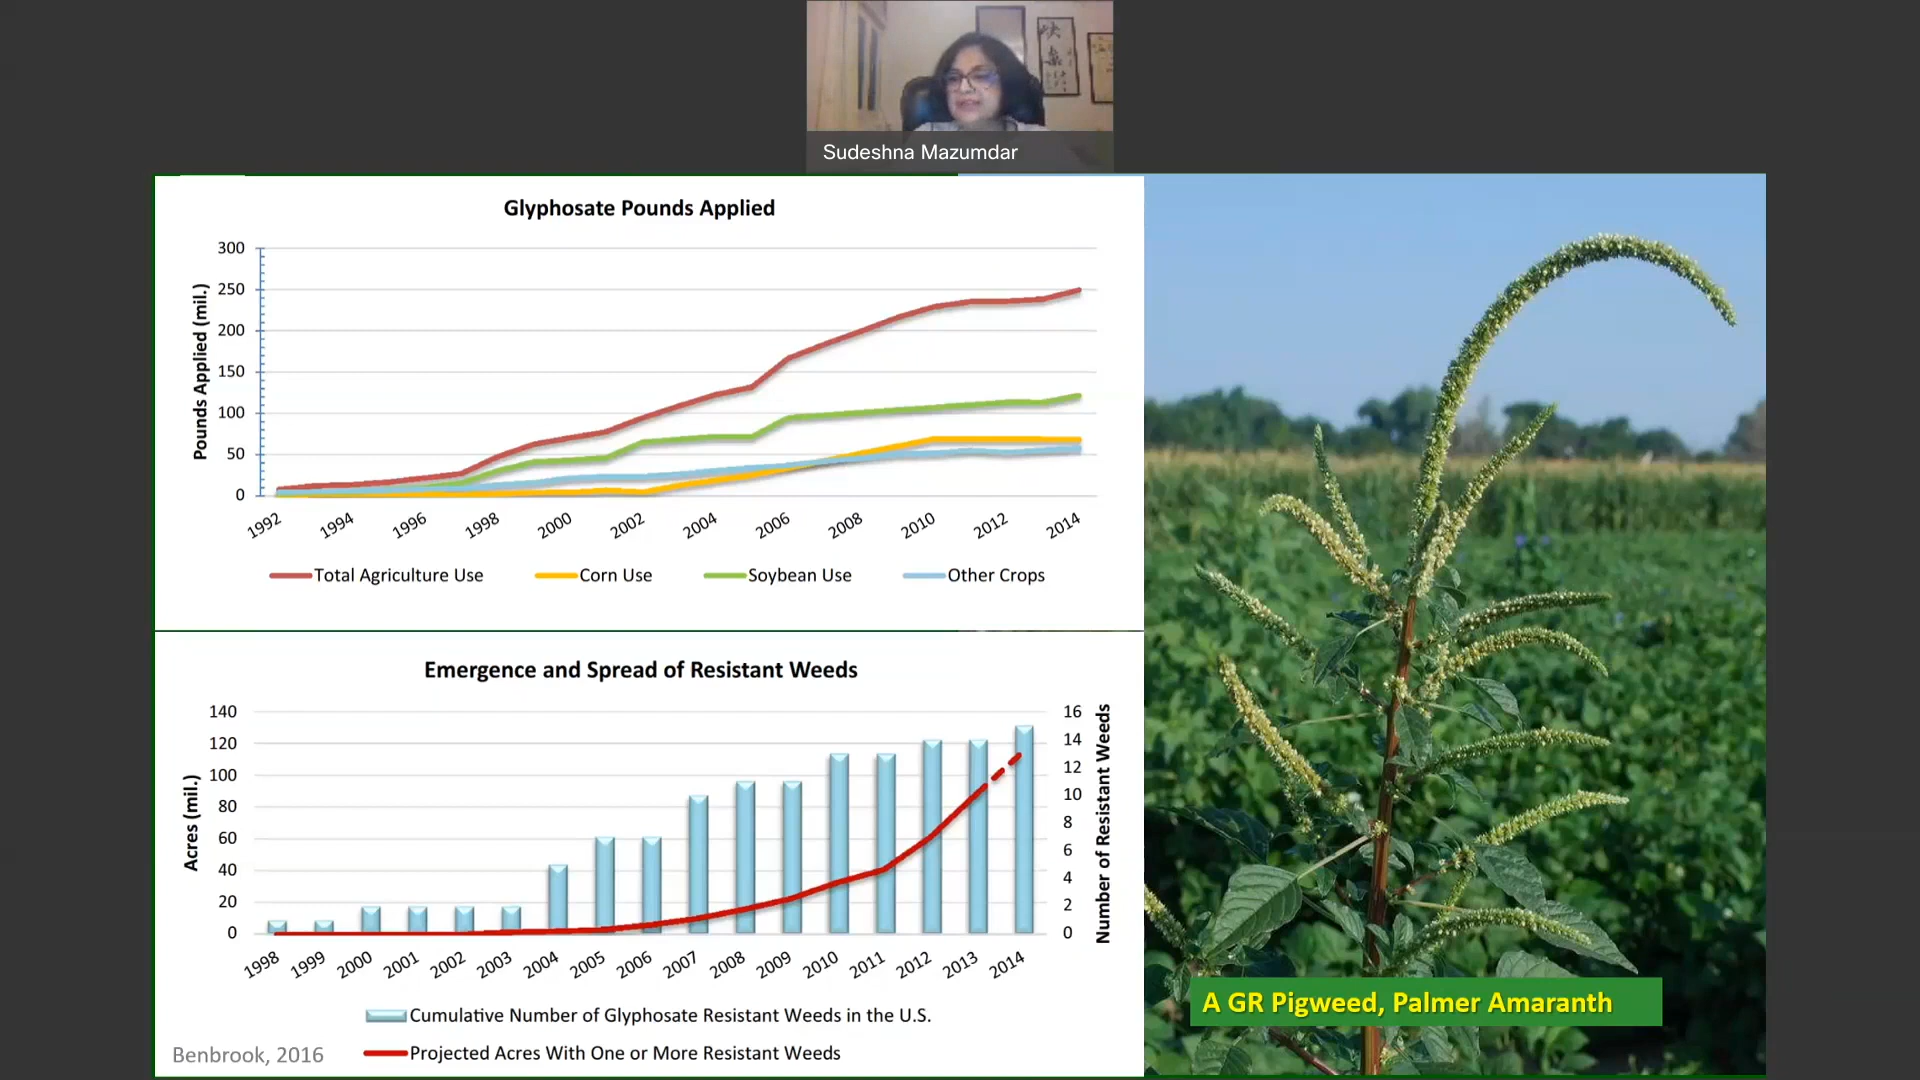 快
Sudeshna Mazumdar
Glyphosate Pounds Applied
Pounds Applied (mil.)
300
250
200
150
100
50
0
1992 1994 1996 1998 2000 2002 2004 2006 2008 2010 2012 2014
Total Agriculture Use Corn Use Soybean Use Other Crops
Emergence and Spread of Resistant Weeds
Acres (mil.)
140
120
100
80
60
40
20
0
16
14
12
10
8
6
4
2
0
Number of Resistant Weeds
1998 1999 2000 2001 2002 2003 2004 2005 2006 2007 2008 2009 2010 2011 2012 2013 2014
Cumulative Number of Glyphosate Resistant Weeds in the U.S.
Projected Acres With One or More Resistant Weeds
Benbrook, 2016
A GR Pigweed, Palmer Amaranth